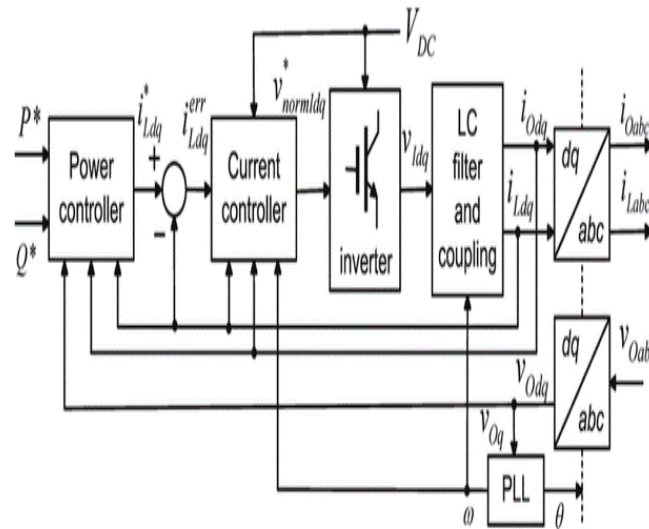 V_DC
P*
i*_Ldq
i^err_Ldq
v*_normIdq
Power controller
+
−
Current controller
inverter
v_Idq
LC filter and coupling
i_Odq
i_Ldq
dq
abc
i_Oabc
i_Labc
Q*
v_Odq
dq
abc
v_Oab
v_Oq
PLL
ω
θ